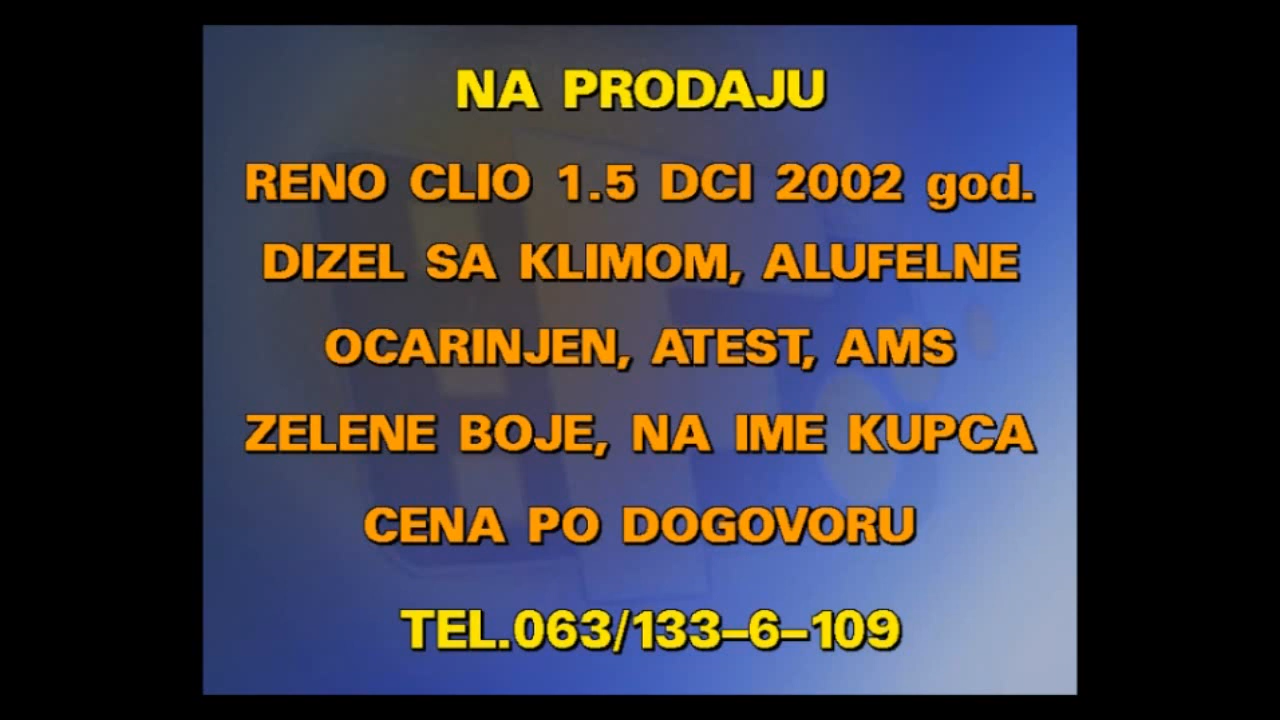 NA PRODAJU
RENO CLIO 1.5 DCI 2002 god.
DIZEL SA KLIMOM, ALUFELNE
OCARINJEN, ATEST, AMS
ZELENE BOJE, NA IME KUPCA
CENA PO DOGOVORU
TEL.063/133–6–109